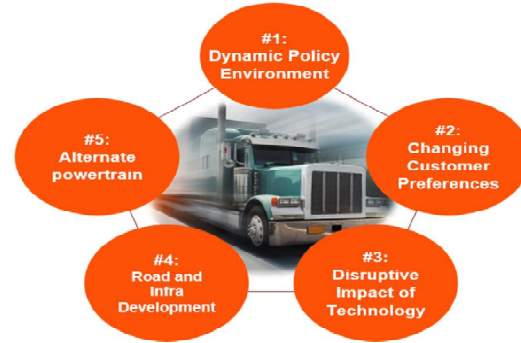 #1:
Dynamic Policy
Environment
#2:
Changing
Customer
Preferences
#3:
Disruptive
Impact of
Technology
#4:
Road and
Infra
Development
#5:
Alternate
powertrain